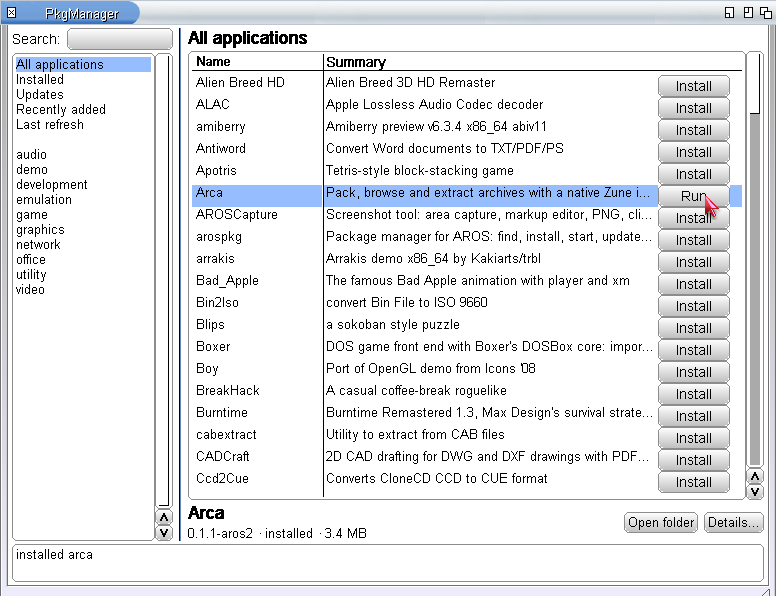 PkgManager
Search:
All applications
Installed
Updates
Recently added
Last refresh
audio
demo
development
emulation
game
graphics
network
office
utility
video
All applications
Name Summary
Alien Breed HD Alien Breed 3D HD Remaster Install
ALAC Apple Lossless Audio Codec decoder Install
amiberry Amiberry preview v6.3.4 x86_64 abiv11 Install
Antiword Convert Word documents to TXT/PDF/PS Install
Apotris Tetris-style block-stacking game Install
Arca Pack, browse and extract archives with a native Zune i... Run
AROSCapture Screenshot tool: area capture, markup editor, PNG, cli... Install
arospkg Package manager for AROS: find, install, start, update... Install
arrakis Arrakis demo x86_64 by Kakiarts/trbl Install
Bad_Apple The famous Bad Apple animation with player and xm Install
Bin2Iso convert Bin File to ISO 9660 Install
Blips a sokoban style puzzle Install
Boxer DOS game front end with Boxer's DOSBox core: impor... Install
Boy Port of OpenGL demo from Icons '08 Install
BreakHack A casual coffee-break roguelike Install
Burntime Burntime Remastered 1.3, Max Design's survival strate... Install
cabextract Utility to extract from CAB files Install
CADCraft 2D CAD drafting for DWG and DXF drawings with PDF... Install
Ccd2Cue Converts CloneCD CCD to CUE format Install
Arca
0.1.1-aros2 · installed · 3.4 MB
Open folder Details...
installed arca